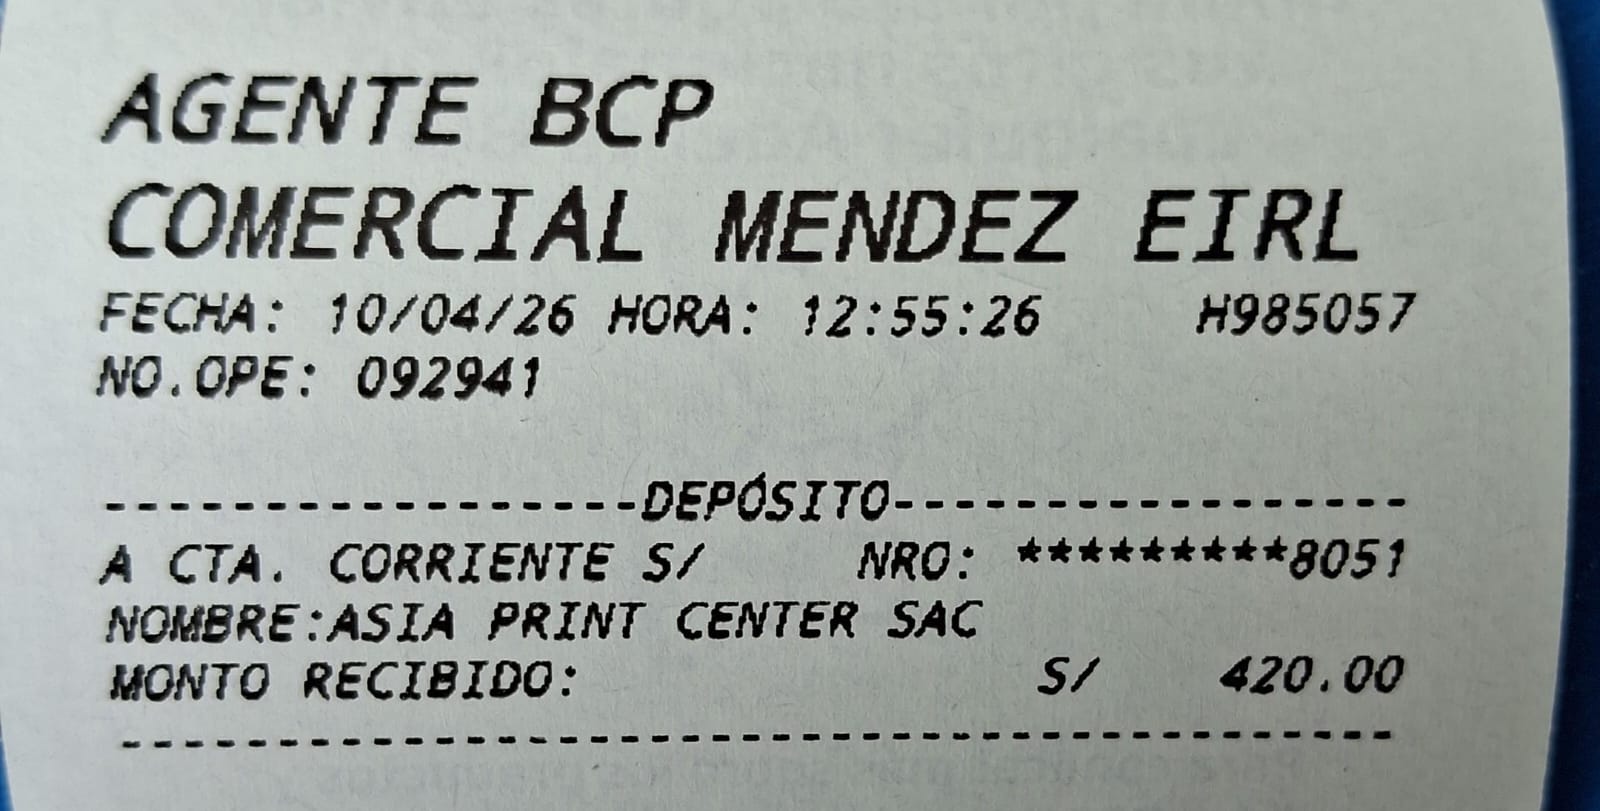 AGENTE BCP
COMERCIAL MENDEZ EIRL
FECHA: 10/04/26 HORA: 12:55:26 H985057
NO.OPE: 092941
-----------------DEPÓSITO-----------------
A CTA. CORRIENTE S/ NRO: *********8051
NOMBRE:ASIA PRINT CENTER SAC
MONTO RECIBIDO: S/ 420.00
------------------------------------------